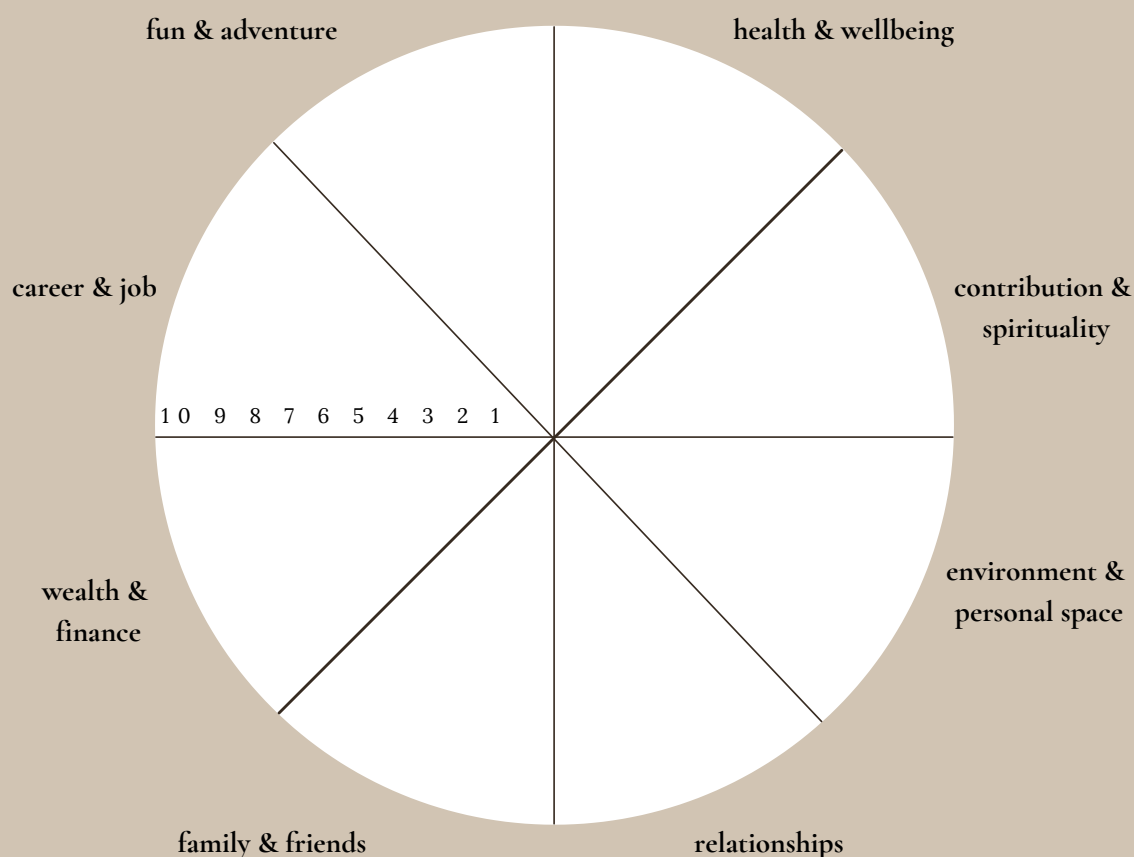 fun & adventure
health & wellbeing
career & job
contribution &
spirituality
10 9 8 7 6 5 4 3 2 1
wealth &
finance
environment &
personal space
family & friends
relationships